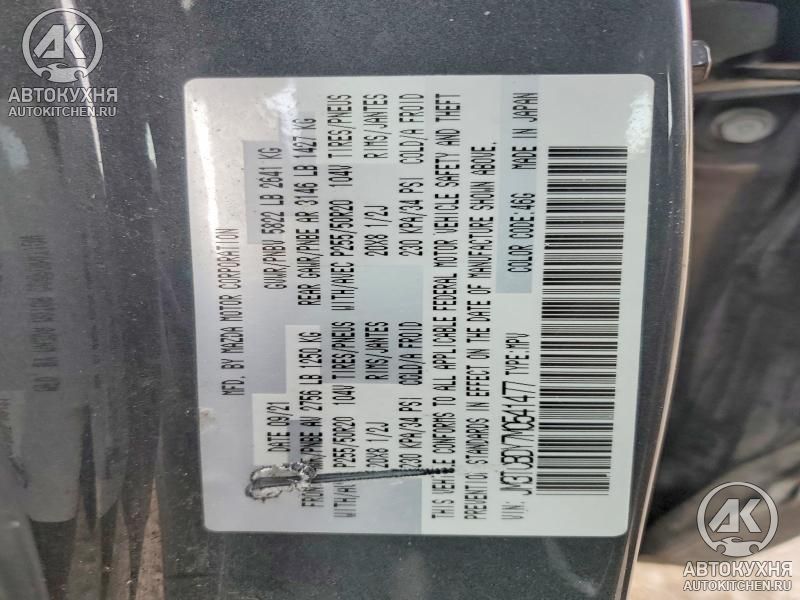 АВТОКУХНЯ
AUTOKITCHEN.RU
MFD. BY MAZDA MOTOR CORPORATION
DATE 09/21 GVWR/PNBV 5822 LB 2641 KG
/PNBE AV 2756 LB 1250 KG REAR GAWR/PNBE AR 3146 LB 1427 KG
P255/50R20 104V TIRES/PNEUS WITH/AVEC P255/50R20 104V TIRES/PNEUS
20X8 1/2J RIMS/JANTES 20X8 1/2J RIMS/JANTES
KPA/34 PSI COLD/A FROID 230 KPA/34 PSI COLD/A FROID
THIS VEHICLE CONFORMS TO ALL APPLICABLE FEDERAL MOTOR VEHICLE SAFETY AND THEFT
PREVENTION STANDARDS IN EFFECT ON THE DATE OF MANUFACTURE SHOWN ABOVE.
VIN: TYPE:MPV COLOR CODE:46G MADE IN JAPAN
АВТОКУХНЯ
AUTOKITCHEN.RU